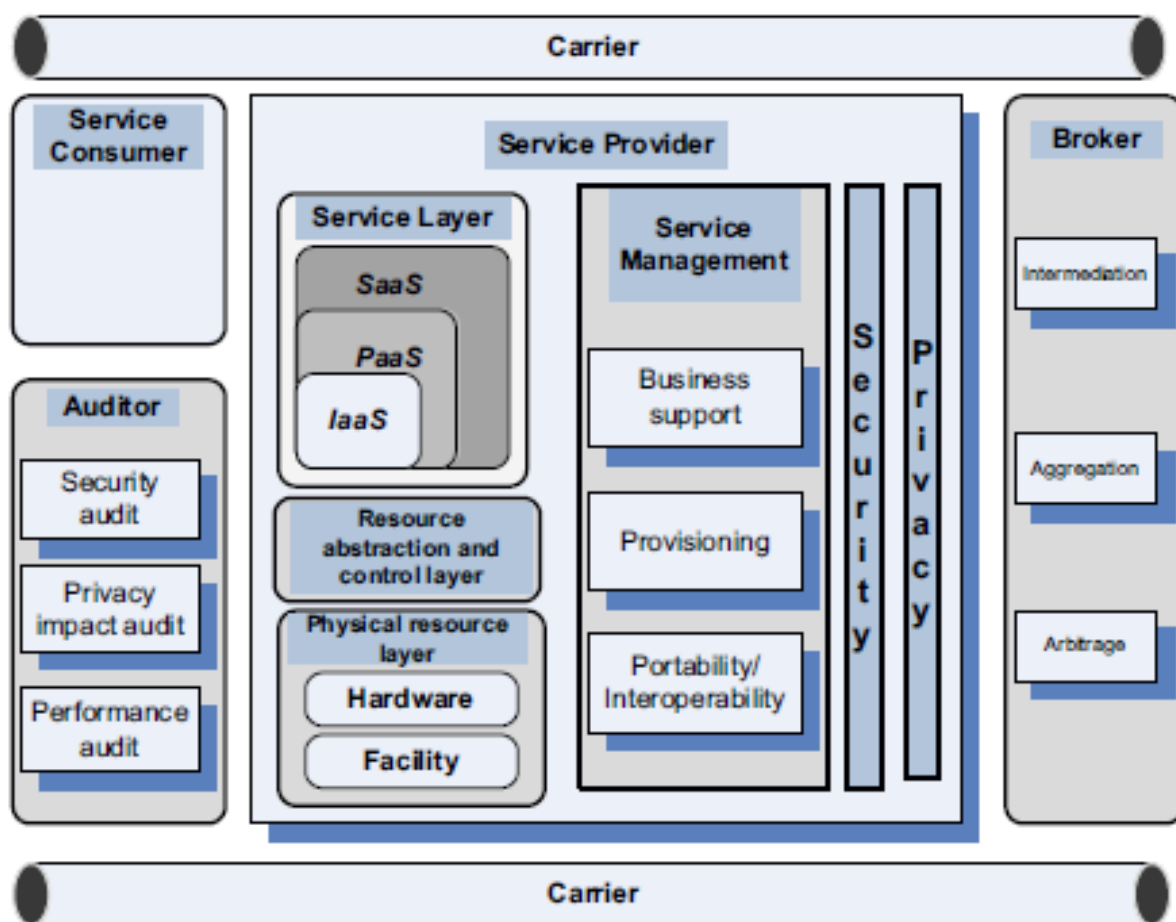 Carrier
Service
Consumer
Auditor
Security
audit
Privacy
impact audit
Performance
audit
Service Provider
Service Layer
SaaS
PaaS
IaaS
Resource
abstraction and
control layer
Physical resource
layer
Hardware
Facility
Service
Management
Business
support
Provisioning
Portability/
Interoperability
Security
Privacy
Broker
Intermediation
Aggregation
Arbitrage
Carrier